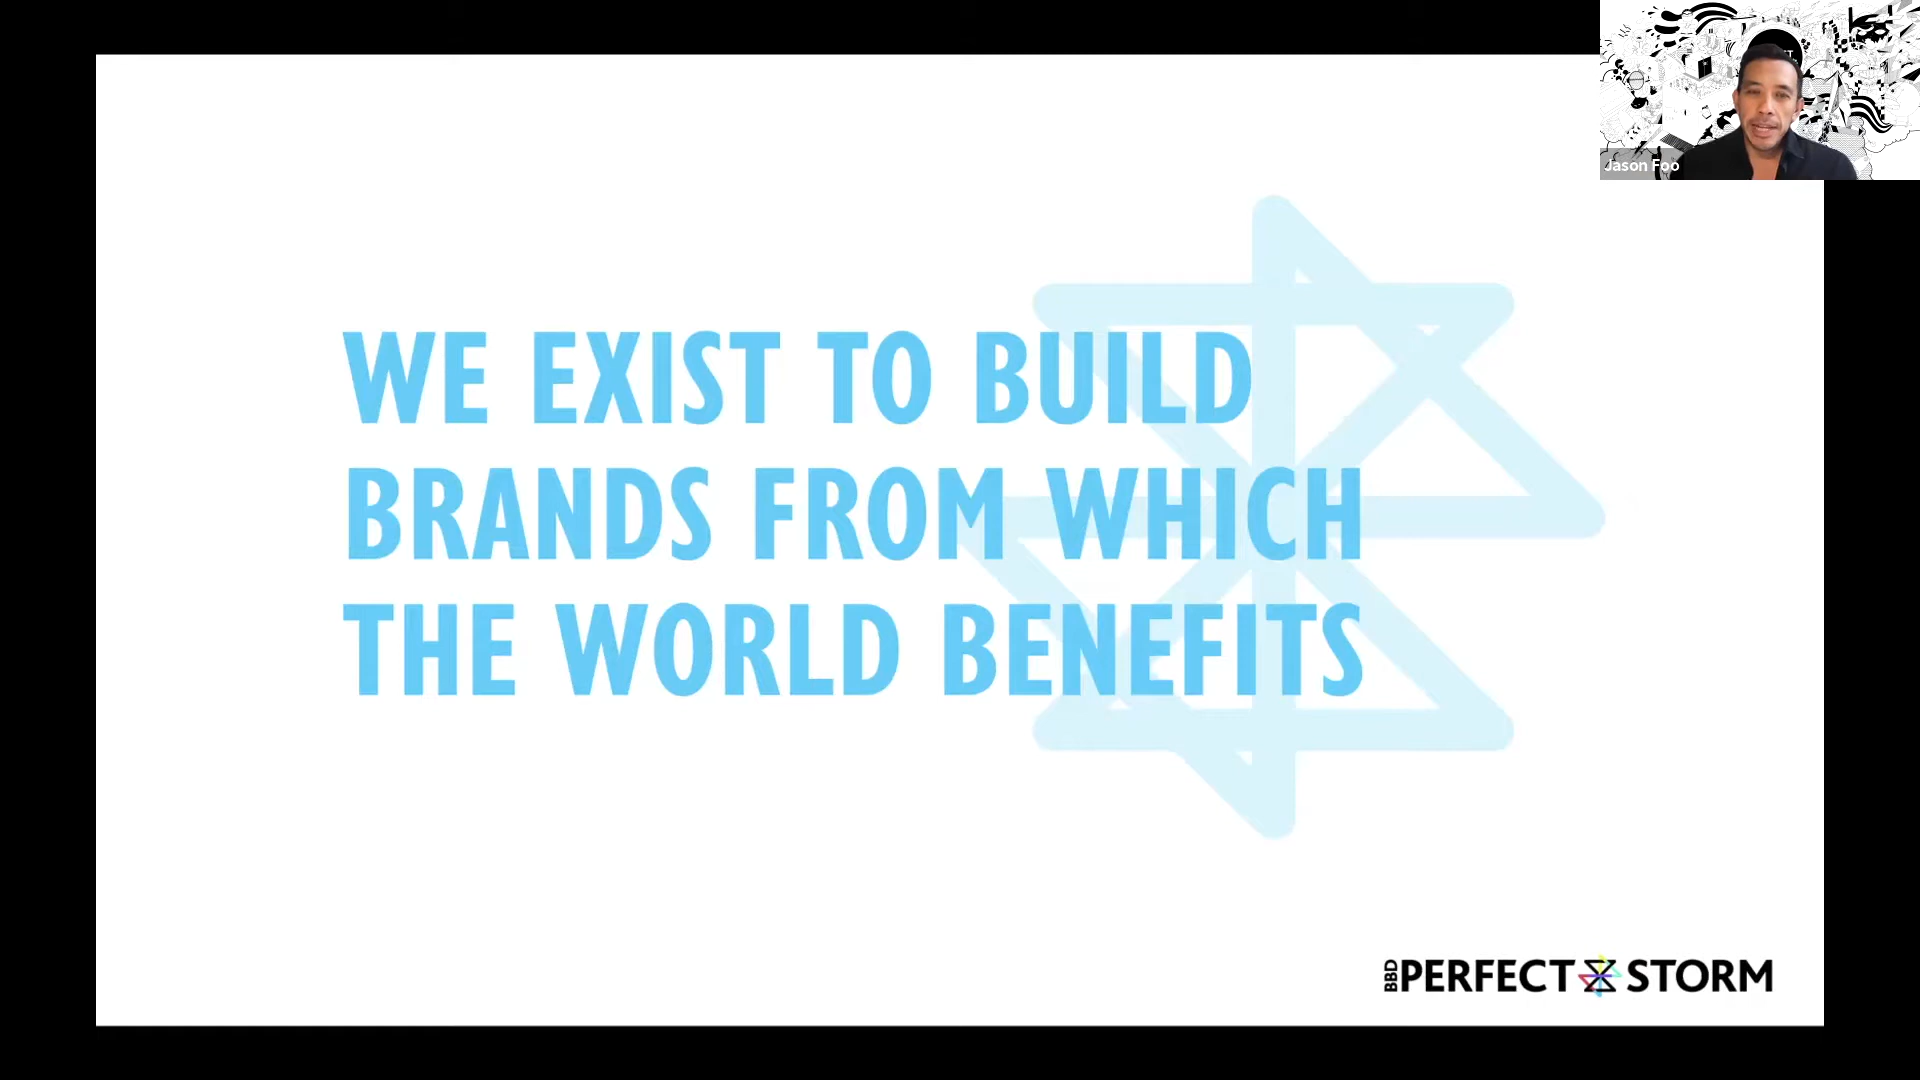 Jason Foo
WE EXIST TO BUILD
BRANDS FROM WHICH
THE WORLD BENEFITS
BBD PERFECT STORM